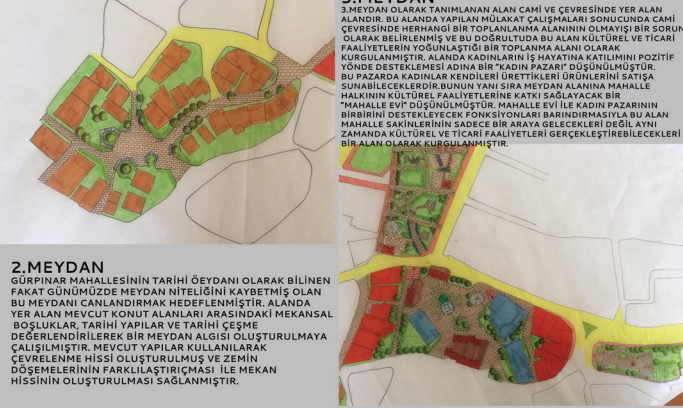 3.MEYDAN OLARAK TANIMLANAN ALAN CAMİ VE ÇEVRESİNDE YER ALAN
ALANDIR. BU ALANDA YAPILAN MÜLAKAT ÇALIŞMALARI SONUCUNDA CAMİ
ÇEVRESİNDE HERHANGİ BİR TOPLANLANMA ALANININ OLMAYIŞI BİR SORUN
OLARAK BELİRLENMİŞ VE BU DOĞRULTUDA BU ALAN KÜLTÜREL VE TİCARİ
FAALİYETLERİN YOĞUNLAŞTIĞI BİR TOPLANMA ALANI OLARAK
KURGULANMIŞTIR. ALANDA KADINLARIN İŞ HAYATINA KATILIMINI POZİTİF
YÖNDE DESTEKLEMESİ ADINA BİR "KADIN PAZARI" DÜŞÜNÜLMÜŞTÜR.
BU PAZARDA KADINLAR KENDİLERİ ÜRETTİKLERİ ÜRÜNLERİNİ SATIŞA
SUNABİLECEKLERDİR.BUNUN YANI SIRA MEYDAN ALANINA MAHALLE
HALKININ KÜLTÜREL FAALİYETLERİNE KATKI SAĞLAYACAK BİR
"MAHALLE EVİ" DÜŞÜNÜLMÜŞTÜR. MAHALLE EVİ İLE KADIN PAZARININ
BİRBİRİNİ DESTEKLEYECEK FONKSİYONLARI BARINDIRMASIYLA BU ALAN
MAHALLE SAKİNLERİNİN SADECE BİR ARAYA GELECEKLERİ DEĞİL AYNI
ZAMANDA KÜLTÜREL VE TİCARİ FAALİYETLERİ GERÇEKLEŞTİREBİLECEKLERİ
BİR ALAN OLARAK KURGULANMIŞTIR.
2.MEYDAN
GÜRPINAR MAHALLESİNİN TARİHİ ÖEYDANI OLARAK BİLİNEN
FAKAT GÜNÜMÜZDE MEYDAN NİTELİĞİNİ KAYBETMİŞ OLAN
BU MEYDANI CANLANDIRMAK HEDEFLENMİŞTİR. ALANDA
YER ALAN MEVCUT KONUT ALANLARI ARASINDAKİ MEKANSAL
BOŞLUKLAR, TARİHİ YAPILAR VE TARİHİ ÇEŞME
DEĞERLENDİRİLEREK BİR MEYDAN ALGISI OLUŞTURULMAYA
ÇALIŞILMIŞTIR. MEVCUT YAPILAR KULLANILARAK
ÇEVRELENME HİSSİ OLUŞTURULMUŞ VE ZEMİN
DÖŞEMELERİNİN FARKLILAŞTIRIÇMASI İLE MEKAN
HİSSİNİN OLUŞTURULMASI SAĞLANMIŞTIR.